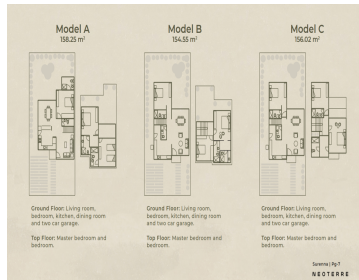 Model A
158.25 m²
Model B
154.55 m²
Model C
156.02 m²
Ground Floor: Living room,
bedroom, kitchen, dining room
and two car garage.
Top Floor: Master bedroom and
bedroom.
Ground Floor: Living room,
bedroom, kitchen, dining room
and two car garage.
Top Floor: Master bedroom and
bedroom.
Ground Floor: Living room,
bedroom, kitchen, dining room
and two car garage.
Top Floor: Master bedroom and
bedroom.
NEOTERRE